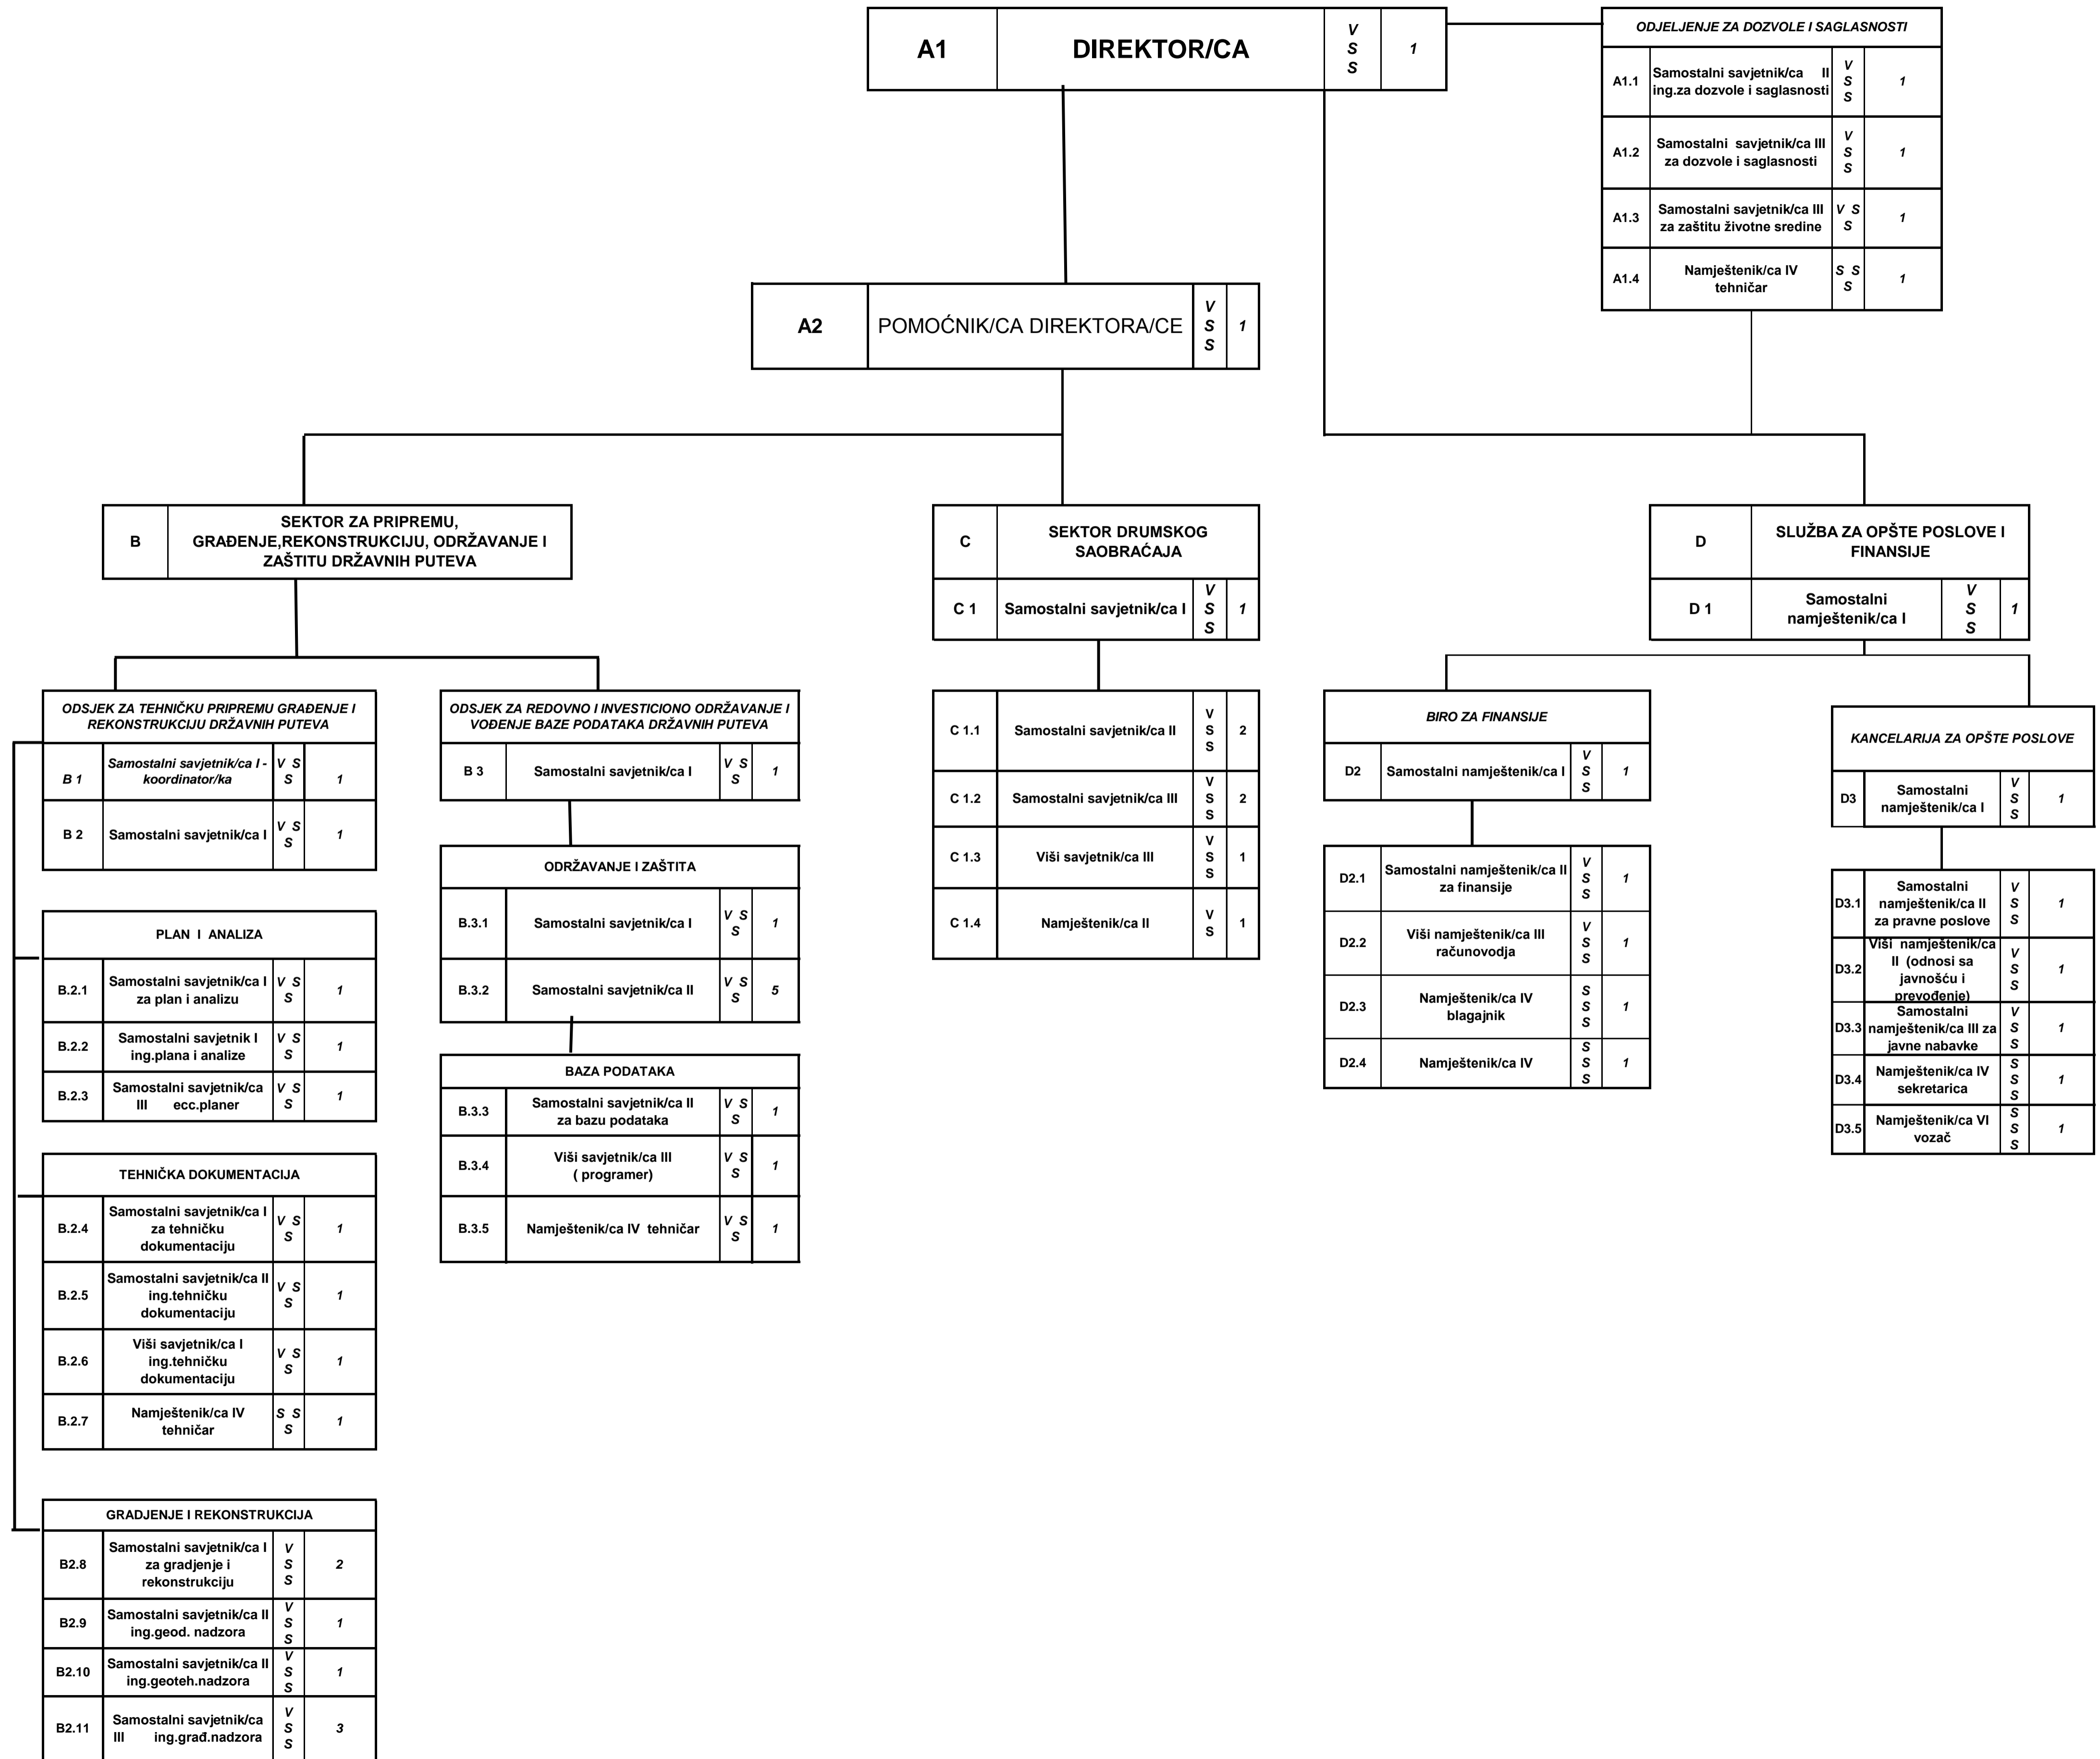 A1
DIREKTOR/CA
V
S
S
1
ODJELJENJE ZA DOZVOLE I SAGLASNOSTI
A1.1
Samostalni savjetnik/ca II
ing.za dozvole i saglasnosti
V
S
S
1
A1.2
Samostalni savjetnik/ca III
za dozvole i saglasnosti
V
S
S
1
A1.3
Samostalni savjetnik/ca III
za zaštitu životne sredine
V S
S
1
A1.4
Namještenik/ca IV
tehničar
S S
S
1
A2
POMOĆNIK/CA DIREKTORA/CE
V
S
S
1
B
SEKTOR ZA PRIPREMU,
GRAĐENJE,REKONSTRUKCIJU, ODRŽAVANJE I
ZAŠTITU DRŽAVNIH PUTEVA
C
SEKTOR DRUMSKOG
SAOBRAĆAJA
C 1
Samostalni savjetnik/ca I
V
S
S
1
D
SLUŽBA ZA OPŠTE POSLOVE I
FINANSIJE
D 1
Samostalni
namještenik/ca I
V
S
S
1
ODSJEK ZA TEHNIČKU PRIPREMU GRAĐENJE I
REKONSTRUKCIJU DRŽAVNIH PUTEVA
B 1
Samostalni savjetnik/ca I -
koordinator/ka
V S
S
1
B 2
Samostalni savjetnik/ca I
V S
S
1
PLAN I ANALIZA
B.2.1
Samostalni savjetnik/ca I
za plan i analizu
V S
S
1
B.2.2
Samostalni savjetnik I
ing.plana i analize
V S
S
1
B.2.3
Samostalni savjetnik/ca
III ecc.planer
V S
S
1
TEHNIČKA DOKUMENTACIJA
B.2.4
Samostalni savjetnik/ca I
za tehničku
dokumentaciju
V S
S
1
B.2.5
Samostalni savjetnik/ca II
ing.tehničku
dokumentaciju
V S
S
1
B.2.6
Viši savjetnik/ca I
ing.tehničku
dokumentaciju
V S
S
1
B.2.7
Namještenik/ca IV
tehničar
S S
S
1
GRADJENJE I REKONSTRUKCIJA
B2.8
Samostalni savjetnik/ca I
za gradjenje i
rekonstrukciju
V
S
S
2
B2.9
Samostalni savjetnik/ca II
ing.geod. nadzora
V
S
S
1
B2.10
Samostalni savjetnik/ca II
ing.geoteh.nadzora
V
S
S
1
B2.11
Samostalni savjetnik/ca
III ing.građ.nadzora
V
S
S
3
ODSJEK ZA REDOVNO I INVESTICIONO ODRŽAVANJE I
VOĐENJE BAZE PODATAKA DRŽAVNIH PUTEVA
B 3
Samostalni savjetnik/ca I
V S
S
1
ODRŽAVANJE I ZAŠTITA
B.3.1
Samostalni savjetnik/ca I
V S
S
1
B.3.2
Samostalni savjetnik/ca II
V S
S
5
BAZA PODATAKA
B.3.3
Samostalni savjetnik/ca II
za bazu podataka
V S
S
1
B.3.4
Viši savjetnik/ca III
( programer)
V S
S
1
B.3.5
Namještenik/ca IV tehničar
V S
S
1
C 1.1
Samostalni savjetnik/ca II
V
S
S
2
C 1.2
Samostalni savjetnik/ca III
V
S
S
2
C 1.3
Viši savjetnik/ca III
V
S
S
1
C 1.4
Namještenik/ca II
V
S
1
BIRO ZA FINANSIJE
D2
Samostalni namještenik/ca I
V
S
S
1
D2.1
Samostalni namještenik/ca II
za finansije
V
S
S
1
D2.2
Viši namještenik/ca III
računovodja
V
S
S
1
D2.3
Namještenik/ca IV
blagajnik
S
S
S
1
D2.4
Namještenik/ca IV
S
S
S
1
KANCELARIJA ZA OPŠTE POSLOVE
D3
Samostalni
namještenik/ca I
V
S
S
1
D3.1
Samostalni
namještenik/ca II
za pravne poslove
V
S
S
1
D3.2
Viši namještenik/ca
II (odnosi sa
javnošću i
prevođenje)
V
S
S
1
D3.3
Samostalni
namještenik/ca III za
javne nabavke
V
S
S
1
D3.4
Namještenik/ca IV
sekretarica
S
S
S
1
D3.5
Namještenik/ca VI
vozač
S
S
S
1